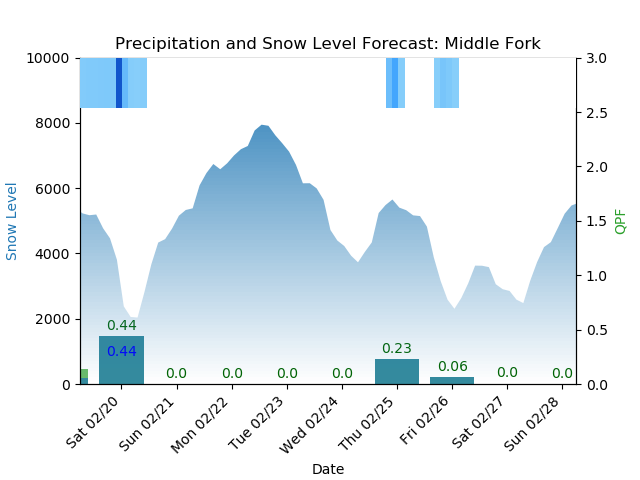 Precipitation and Snow Level Forecast: Middle Fork
10000
8000
6000
4000
2000
0
Snow Level
3.0
2.5
2.0
1.5
1.0
0.5
0.0
QPF
0.44
0.44
0.0
0.0
0.0
0.0
0.23
0.06
0.0
0.0
Sat 02/20
Sun 02/21
Mon 02/22
Tue 02/23
Wed 02/24
Thu 02/25
Fri 02/26
Sat 02/27
Sun 02/28
Date